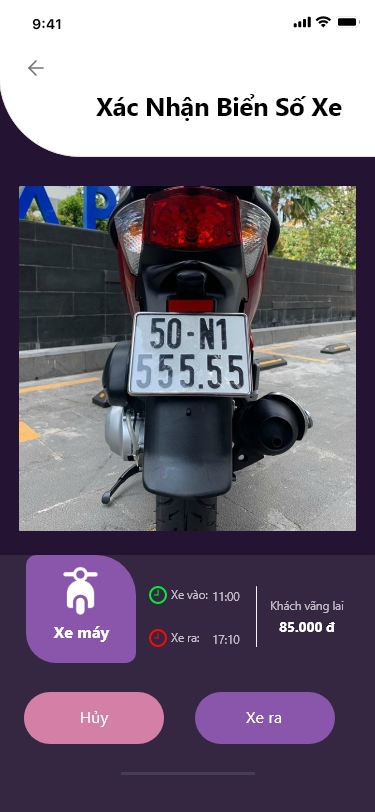 9:41
Xác Nhận Biển Số Xe
AP
50-N1
555.55
Xe máy
Xe vào: 11:00
Xe ra: 17:10
Khách vãng lai
85.000 đ
Hủy
Xe ra